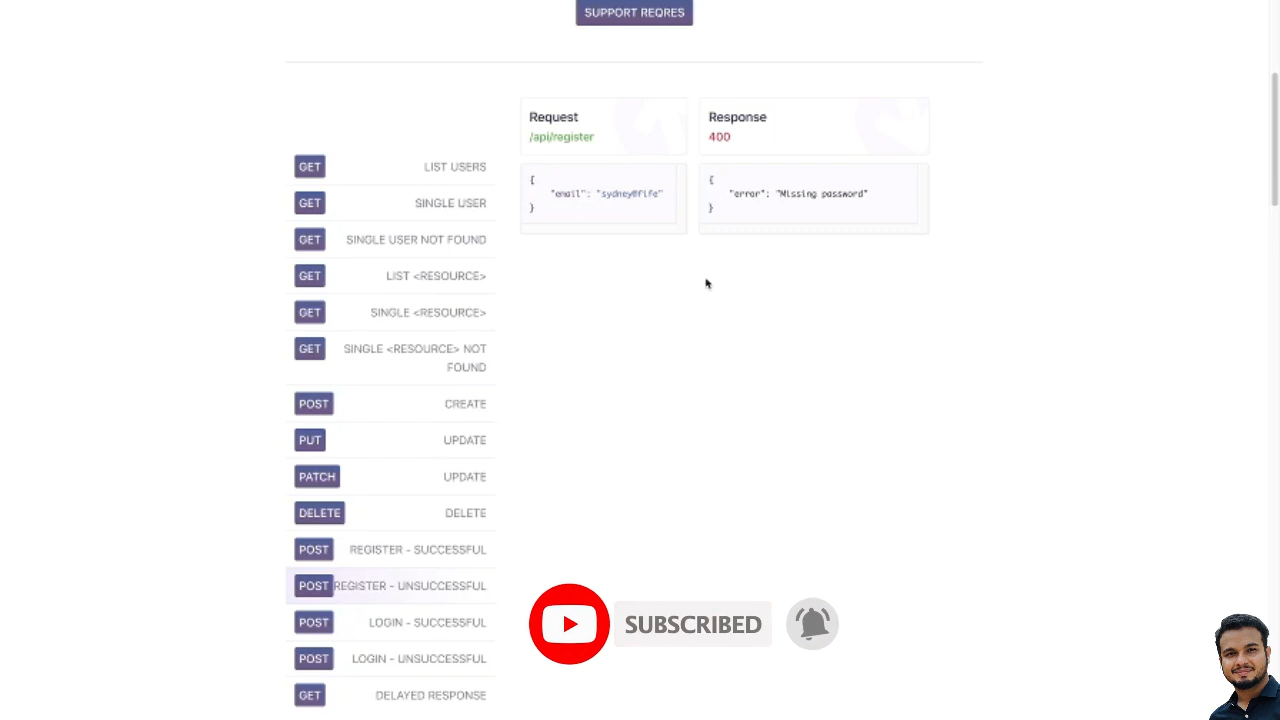 SUPPORT REQRES
Request
/api/register
Response
400
{
"email": "sydney@fife"
}
{
"error": "Missing password"
}
GET LIST USERS
GET SINGLE USER
GET SINGLE USER NOT FOUND
GET LIST <RESOURCE>
GET SINGLE <RESOURCE>
GET SINGLE <RESOURCE> NOT
FOUND
POST CREATE
PUT UPDATE
PATCH UPDATE
DELETE DELETE
POST REGISTER - SUCCESSFUL
POST REGISTER - UNSUCCESSFUL
POST LOGIN - SUCCESSFUL
POST LOGIN - UNSUCCESSFUL
GET DELAYED RESPONSE
SUBSCRIBED